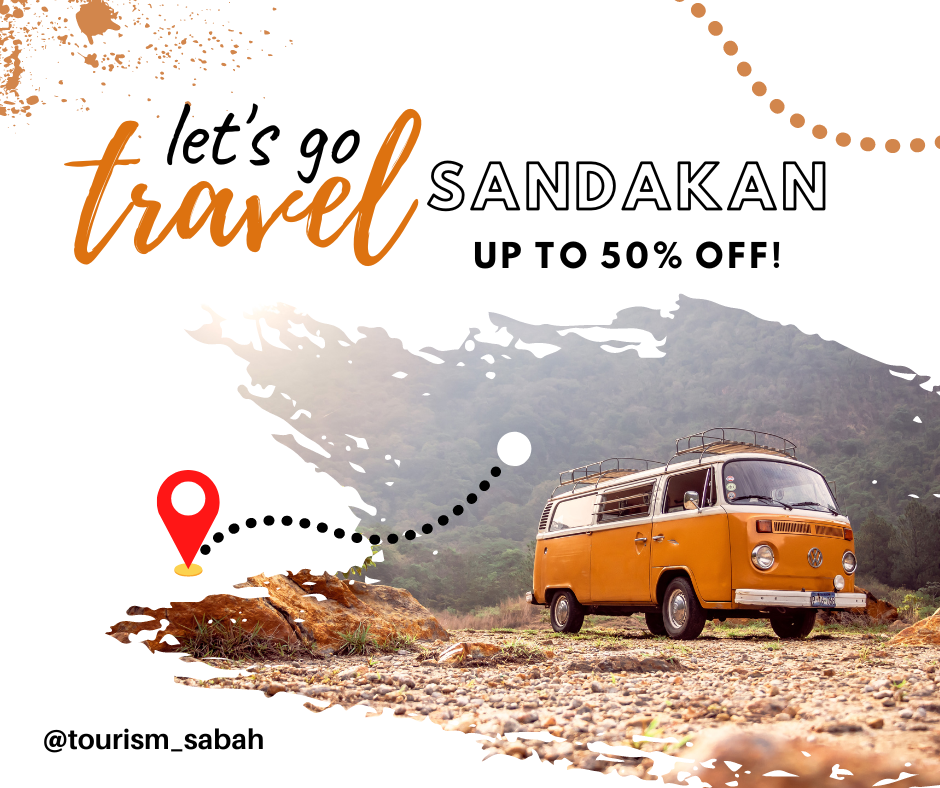 let's go
travel
SANDAKAN
UP TO 50% OFF!
@tourism_sabah